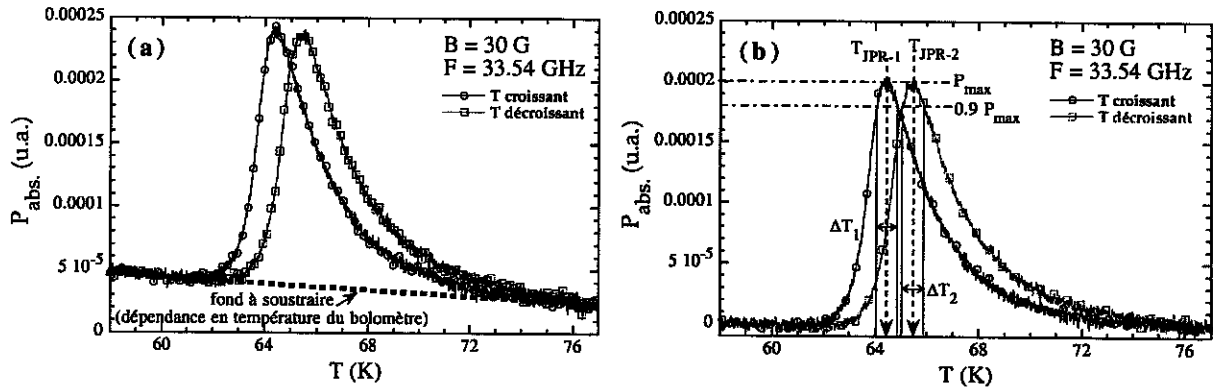 0.00025
(a)
B = 30 G
F = 33.54 GHz
T croissant
T décroissant
0.0002
0.00015
0.0001
5 10⁻⁵
0
P_abs. (u.a.)
fond à soustraire
(dépendance en température du bolomètre)
60 64 68 72 76
T (K)
0.00025
(b)
T_JPR-1 T_JPR-2
B = 30 G
F = 33.54 GHz
P_max
T croissant
0.9 P_max
T décroissant
0.0002
0.00015
0.0001
5 10⁻⁵
0
P_abs. (u.a.)
ΔT₁
ΔT₂
60 64 68 72 76
T (K)